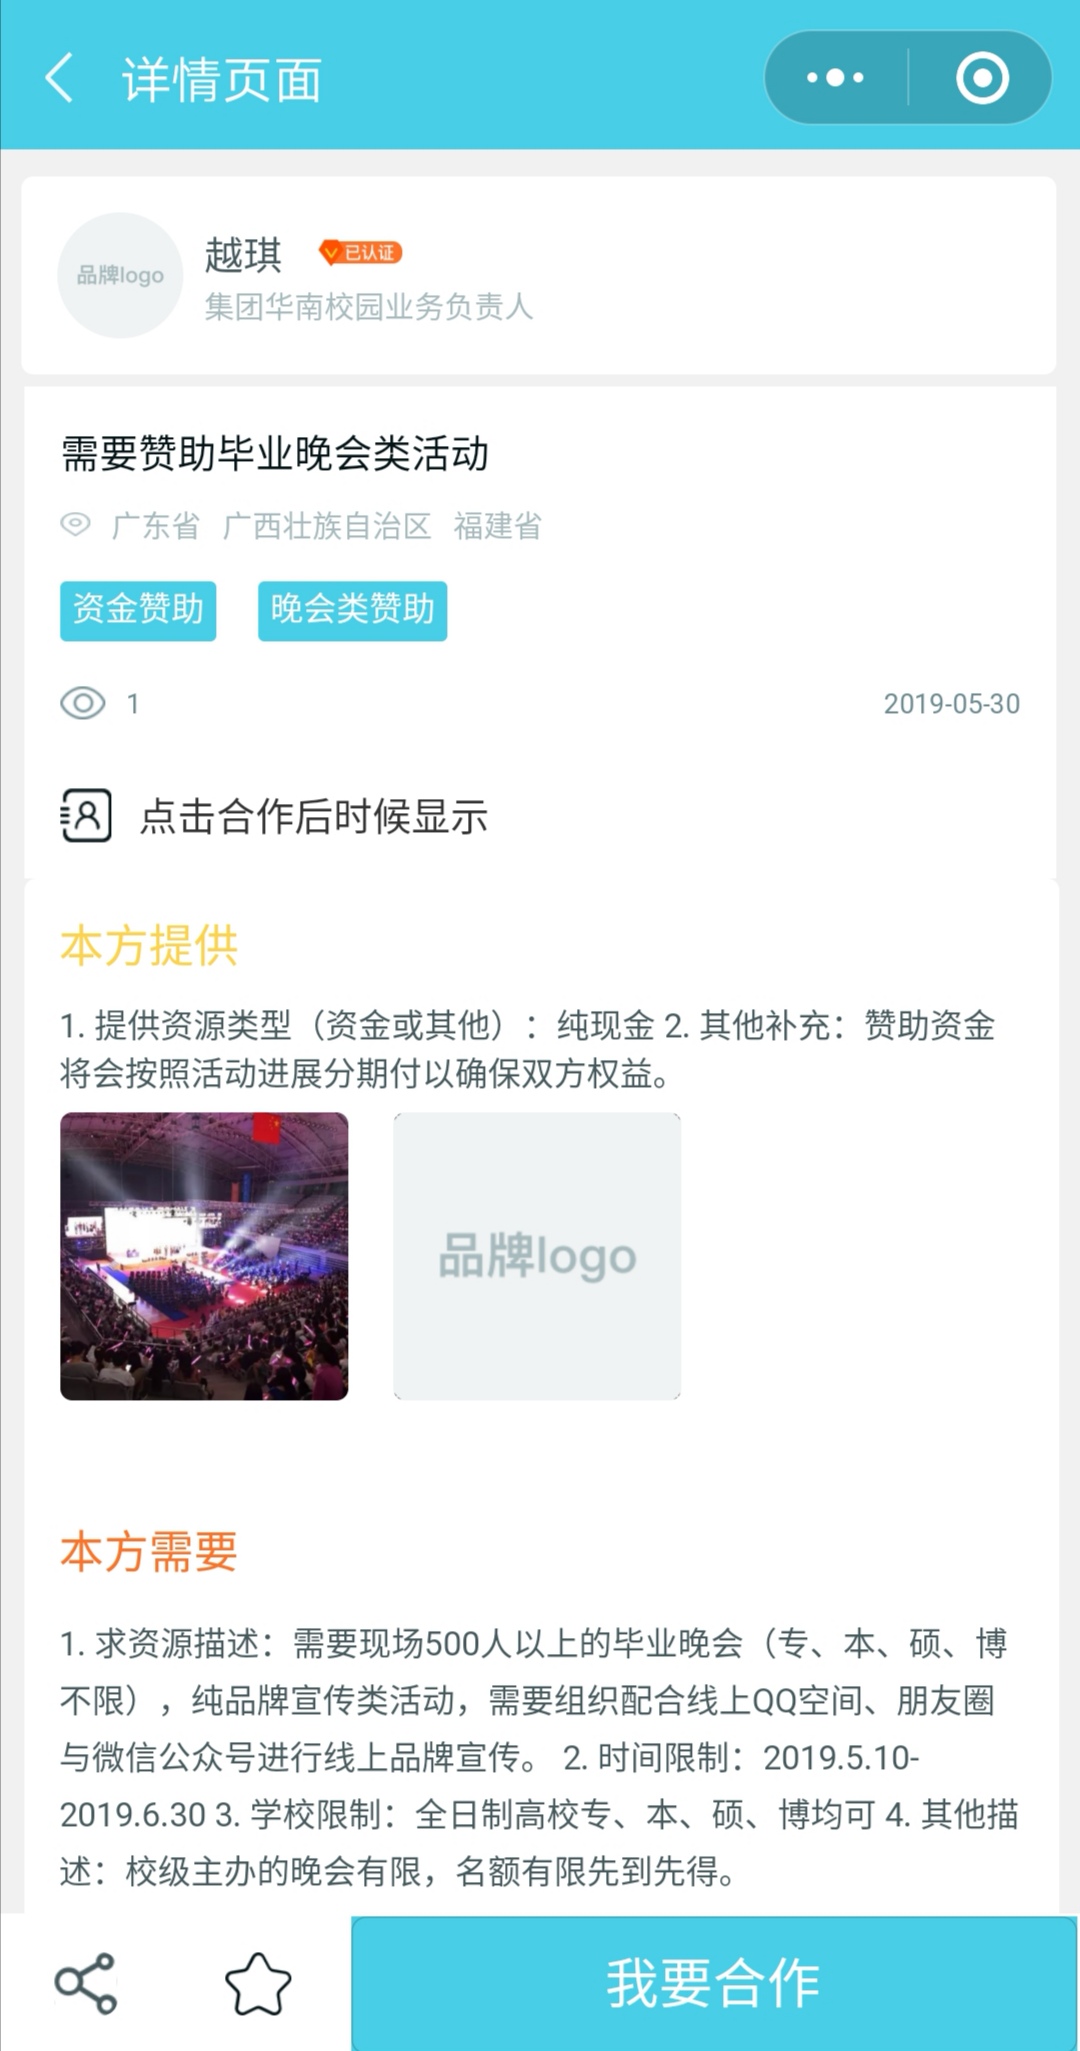 详情页面
品牌logo
越琪
已认证
集团华南校园业务负责人
需要赞助毕业晚会类活动
广东省 广西壮族自治区 福建省
资金赞助 晚会类赞助
1 2019-05-30
点击合作后时候显示
本方提供
1. 提供资源类型（资金或其他）：纯现金 2. 其他补充：赞助资金
将会按照活动进展分期付以确保双方权益。
品牌logo
本方需要
1. 求资源描述：需要现场500人以上的毕业晚会（专、本、硕、博
不限），纯品牌宣传类活动，需要组织配合线上QQ空间、朋友圈
与微信公众号进行线上品牌宣传。 2. 时间限制：2019.5.10-
2019.6.30 3. 学校限制：全日制高校专、本、硕、博均可 4. 其他描
述：校级主办的晚会有限，名额有限先到先得。
我要合作